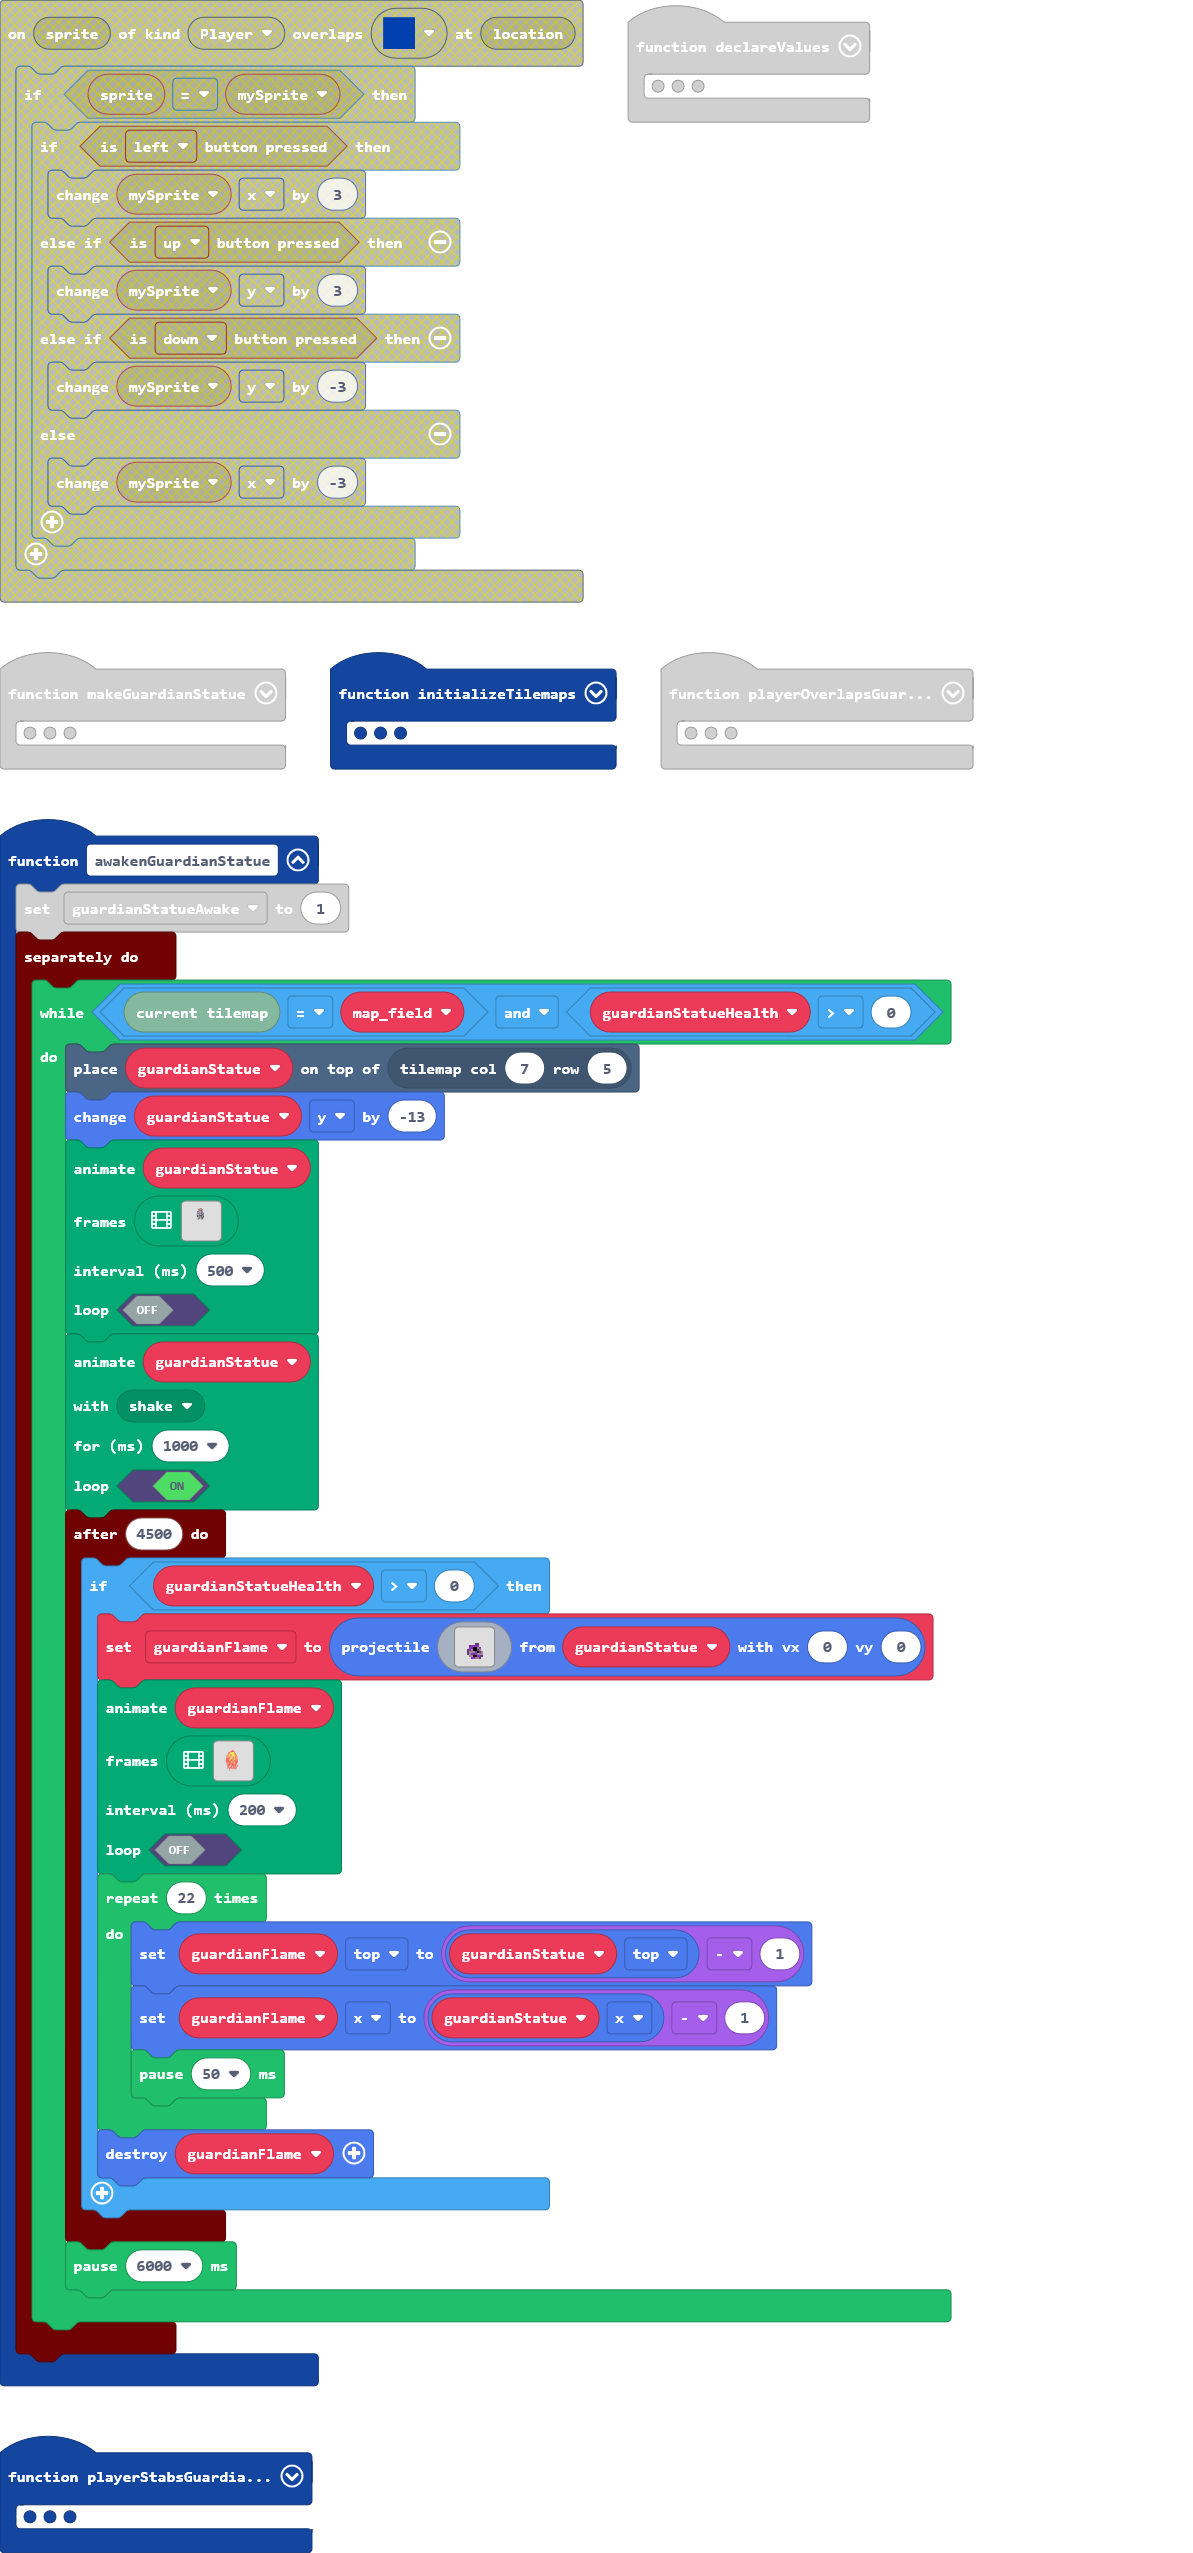 on sprite of kind Player overlaps at location
if sprite = mySprite then
if is left button pressed then
change mySprite x by 3
else if is up button pressed then
change mySprite y by 3
else if is down button pressed then
change mySprite y by -3
else
change mySprite x by -3
function declareValues
function makeGuardianStatue
function initializeTilemaps
function playerOverlapsGuar...
function awakenGuardianStatue
set guardianStatueAwake to 1
separately do
while current tilemap = map_field and guardianStatueHealth > 0
do
place guardianStatue on top of tilemap col 7 row 5
change guardianStatue y by -13
animate guardianStatue
frames
interval (ms) 500
loop OFF
animate guardianStatue
with shake
for (ms) 1000
loop ON
after 4500 do
if guardianStatueHealth > 0 then
set guardianFlame to projectile from guardianStatue with vx 0 vy 0
animate guardianFlame
frames
interval (ms) 200
loop OFF
repeat 22 times
do
set guardianFlame top to guardianStatue top - 1
set guardianFlame x to guardianStatue x - 1
pause 50 ms
destroy guardianFlame
pause 6000 ms
function playerStabsGuardia...